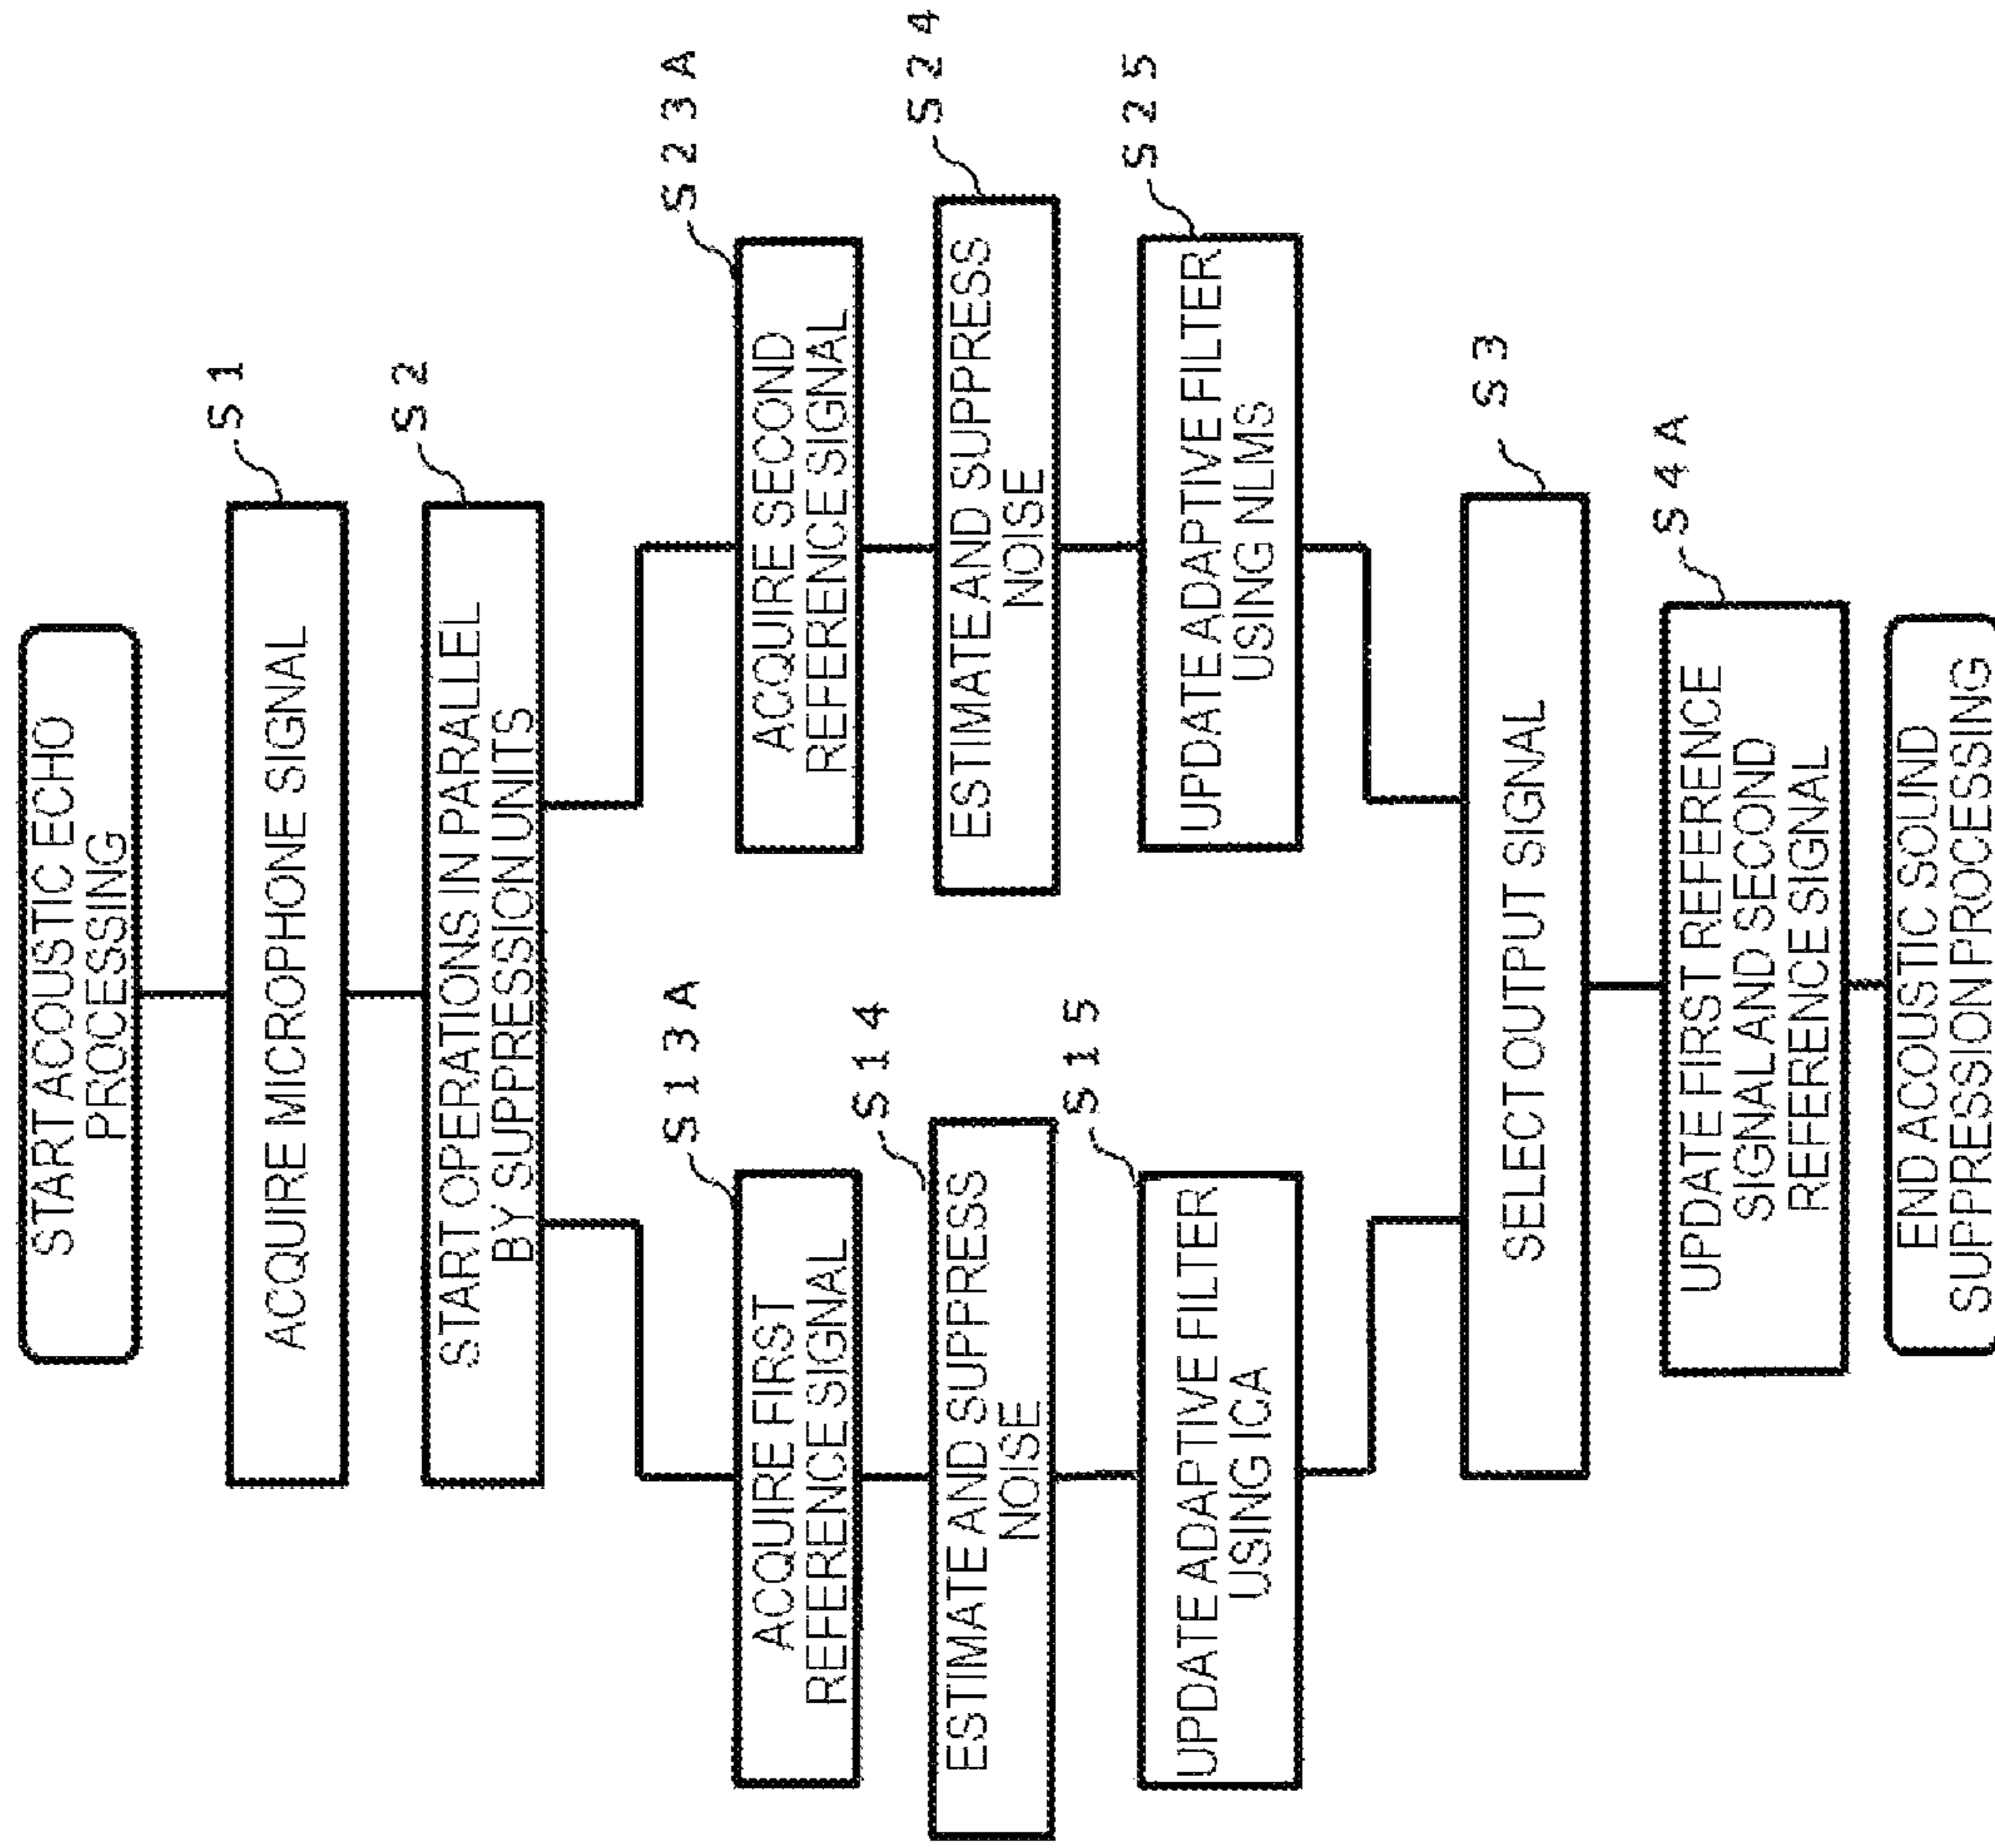 START ACOUSTIC ECHO
PROCESSING
S1
ACQUIRE MICROPHONE SIGNAL
S2
START OPERATIONS IN PARALLEL
BY SUPPRESSION UNITS
S13A
ACQUIRE FIRST
REFERENCE SIGNAL
S14
ESTIMATE AND SUPPRESS
NOISE
S15
UPDATE ADAPTIVE FILTER
USING ICA
S23A
ACQUIRE SECOND
REFERENCE SIGNAL
S24
ESTIMATE AND SUPPRESS
NOISE
S25
UPDATE ADAPTIVE FILTER
USING NLMS
S3
SELECT OUTPUT SIGNAL
S4A
UPDATE FIRST REFERENCE
SIGNAL AND SECOND
REFERENCE SIGNAL
END ACOUSTIC SOUND
SUPPRESSION PROCESSING